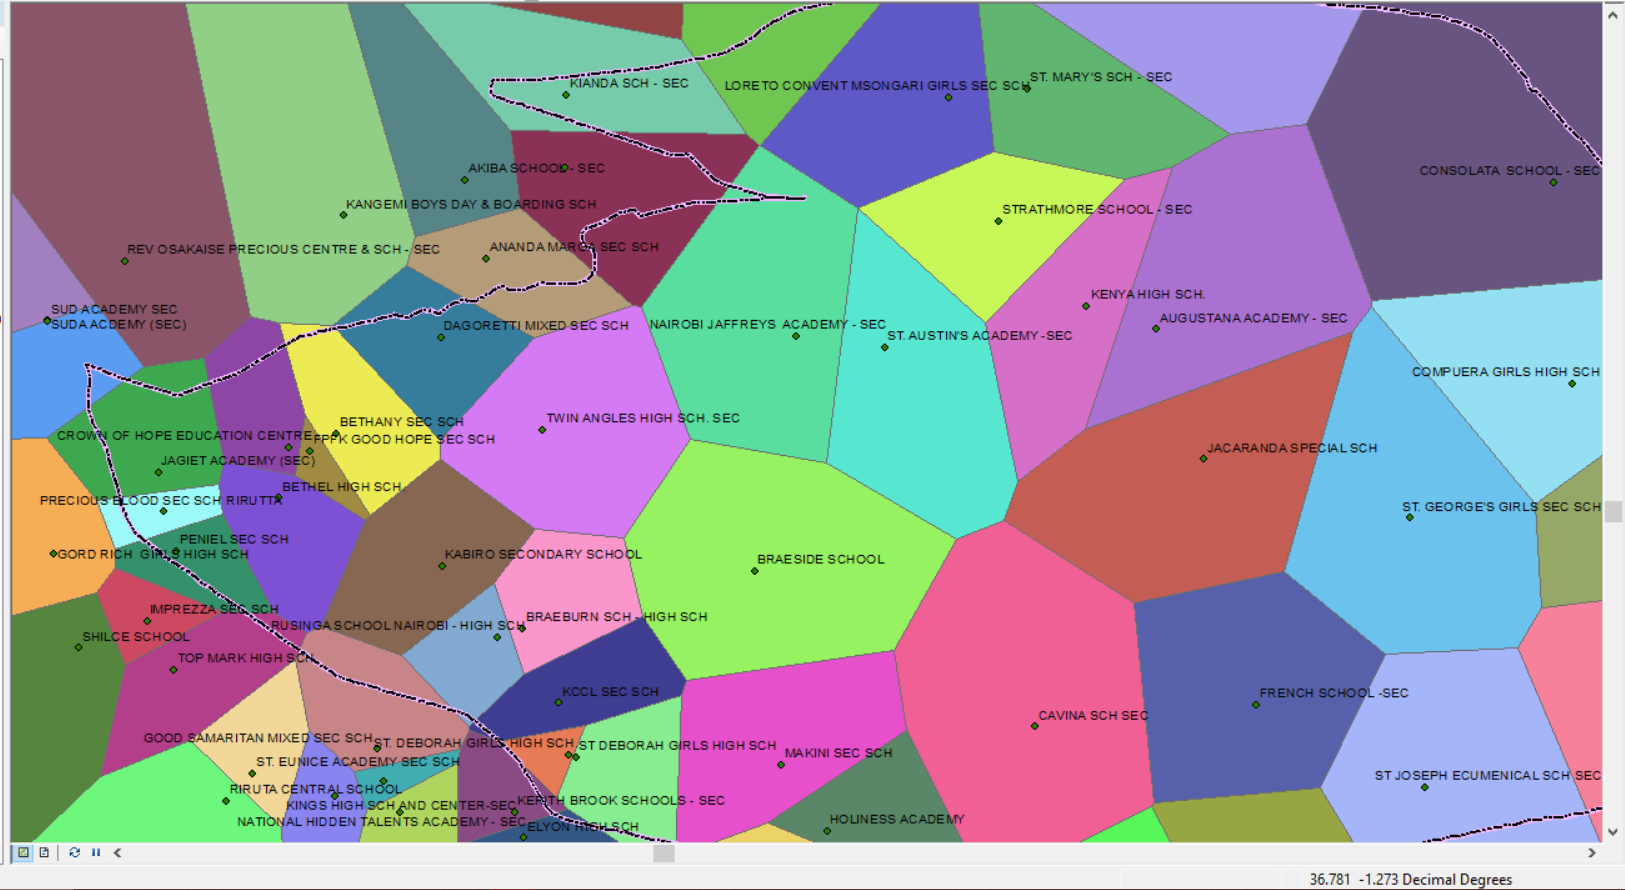 KIANDA SCH - SEC
LORETO CONVENT MSONGARI GIRLS SEC SCH
ST. MARY'S SCH - SEC
AKIBA SCHOOL - SEC
CONSOLATA SCHOOL - SEC
KANGEMI BOYS DAY & BOARDING SCH
STRATHMORE SCHOOL - SEC
REV OSAKAISE PRECIOUS CENTRE & SCH - SEC
ANANDA MARGA SEC SCH
KENYA HIGH SCH.
SUD ACADEMY SEC
SUDA ACDEMY (SEC)
DAGORETTI MIXED SEC SCH
NAIROBI JAFFREYS ACADEMY - SEC
ST. AUSTIN'S ACADEMY -SEC
AUGUSTANA ACADEMY - SEC
COMPUERA GIRLS HIGH SCH
BETHANY SEC SCH
TWIN ANGLES HIGH SCH. SEC
CROWN OF HOPE EDUCATION CENTRE
FPFK GOOD HOPE SEC SCH
JACARANDA SPECIAL SCH
JAGIET ACADEMY (SEC)
BETHEL HIGH SCH.
PRECIOUS BLOOD SEC SCH RIRUTTA
ST. GEORGE'S GIRLS SEC SCH
PENIEL SEC SCH
GORD RICH GIRLS HIGH SCH
KABIRO SECONDARY SCHOOL
BRAESIDE SCHOOL
IMPREZZA SEC SCH
RUSINGA SCHOOL NAIROBI - HIGH SCH
BRAEBURN SCH - HIGH SCH
SHILCE SCHOOL
TOP MARK HIGH SCH
KCCL SEC SCH
FRENCH SCHOOL -SEC
CAVINA SCH SEC
GOOD SAMARITAN MIXED SEC SCH
ST. DEBORAH GIRLS HIGH SCH
ST DEBORAH GIRLS HIGH SCH
MAKINI SEC SCH
ST. EUNICE ACADEMY SEC SCH
ST JOSEPH ECUMENICAL SCH SEC
RIRUTA CENTRAL SCHOOL
KINGS HIGH SCH AND CENTER-SEC
KERITH BROOK SCHOOLS - SEC
NATIONAL HIDDEN TALENTS ACADEMY - SEC
ELYON HIGH SCH
HOLINESS ACADEMY
36.781 -1.273 Decimal Degrees